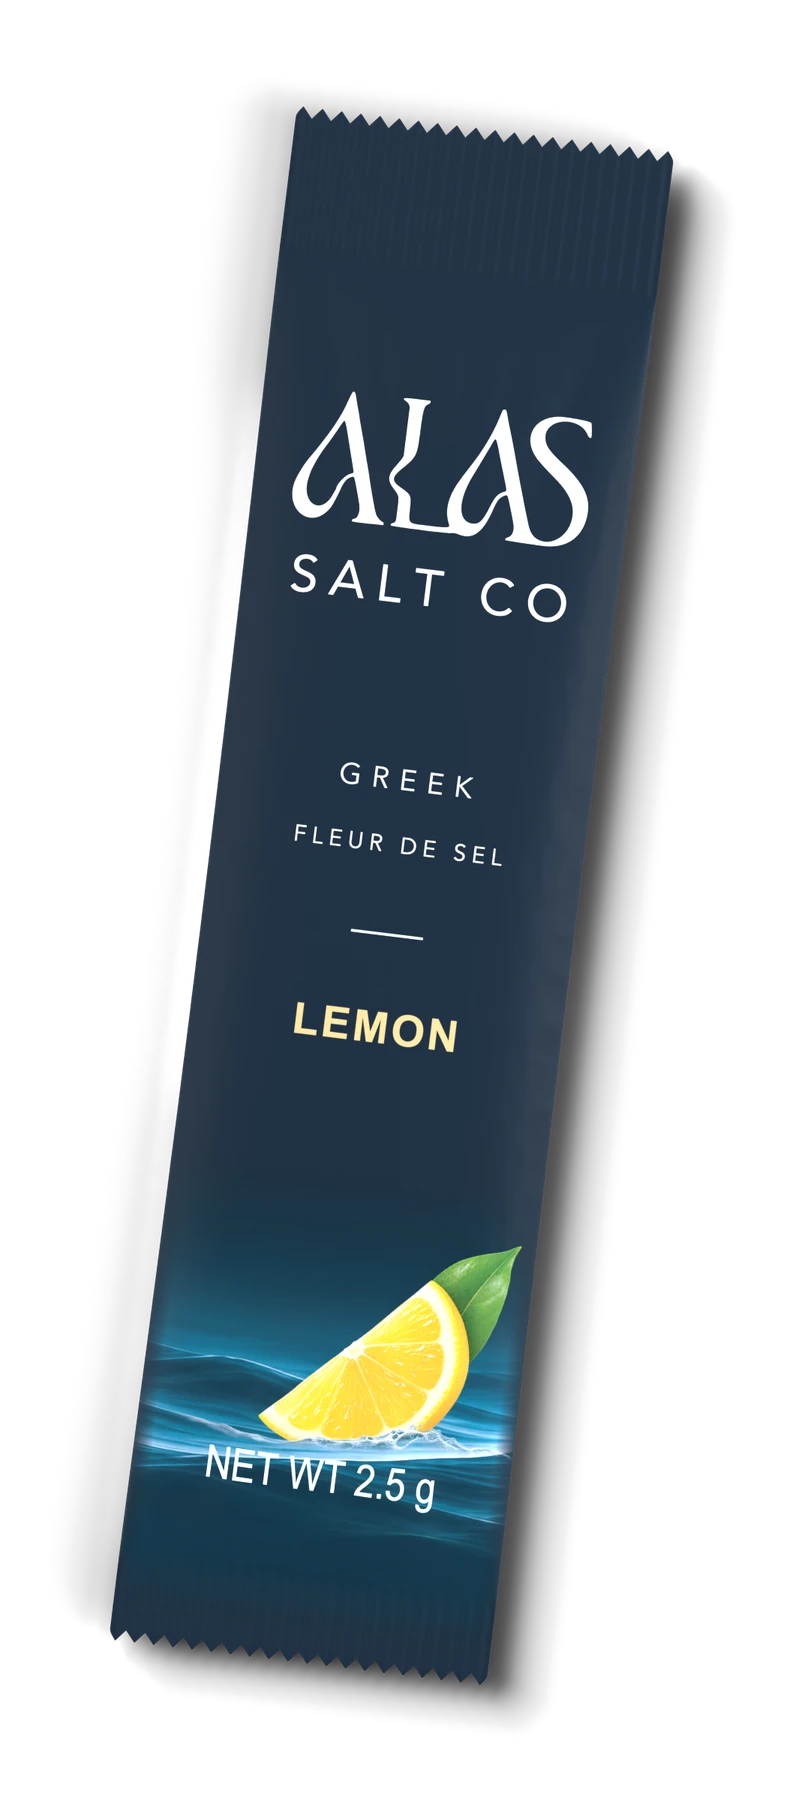 ALAS
SALT CO
GREEK
FLEUR DE SEL
LEMON
NET WT 2.5 g